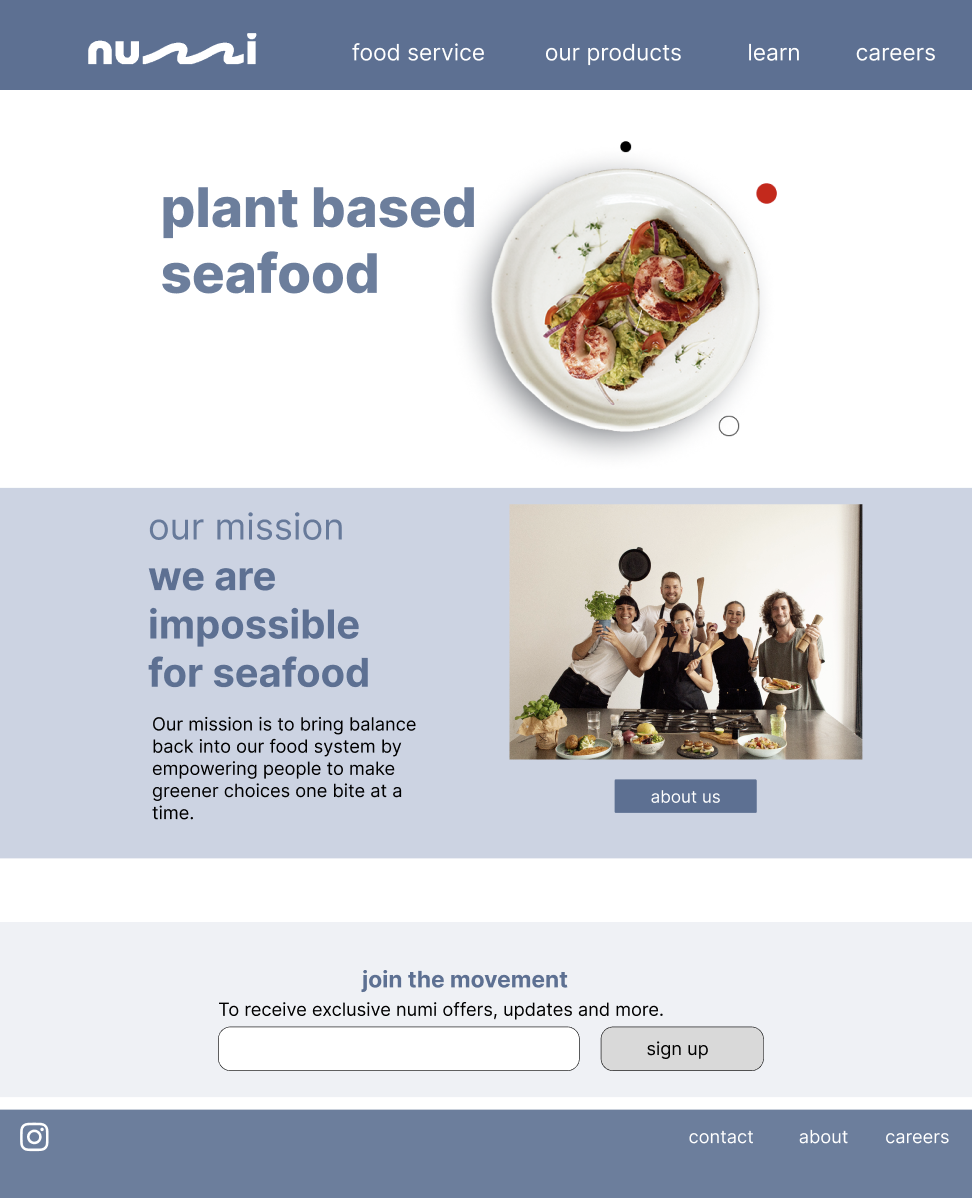 numi
food service
our products
learn
careers
plant based
seafood
our mission
we are
impossible
for seafood
Our mission is to bring balance
back into our food system by
empowering people to make
greener choices one bite at a
time.
about us
join the movement
To receive exclusive numi offers, updates and more.
sign up
contact
about
careers